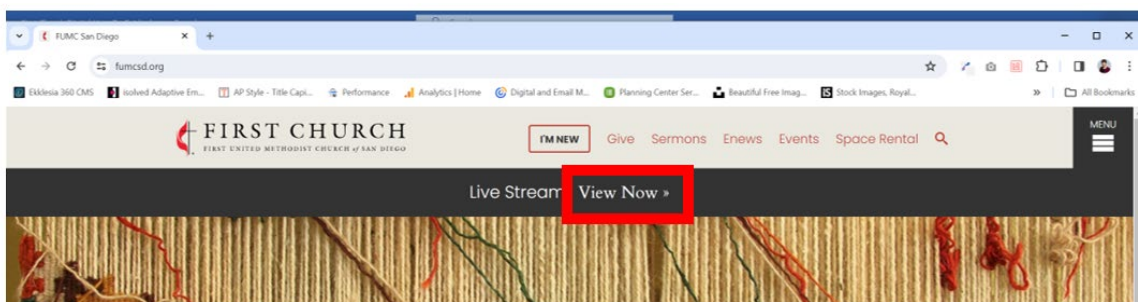 FUMC San Diego
fumcsd.org
Ekklesia 360 CMS isolved Adaptive Em... AP Style - Title Capi... Performance Analytics | Home Digital and Email M... Planning Center Ser... Beautiful Free Imag... Stock Images, Royal... » All Bookmarks
FIRST CHURCH
FIRST UNITED METHODIST CHURCH of SAN DIEGO
I'M NEW Give Sermons Enews Events Space Rental
MENU
Live Stream View Now »